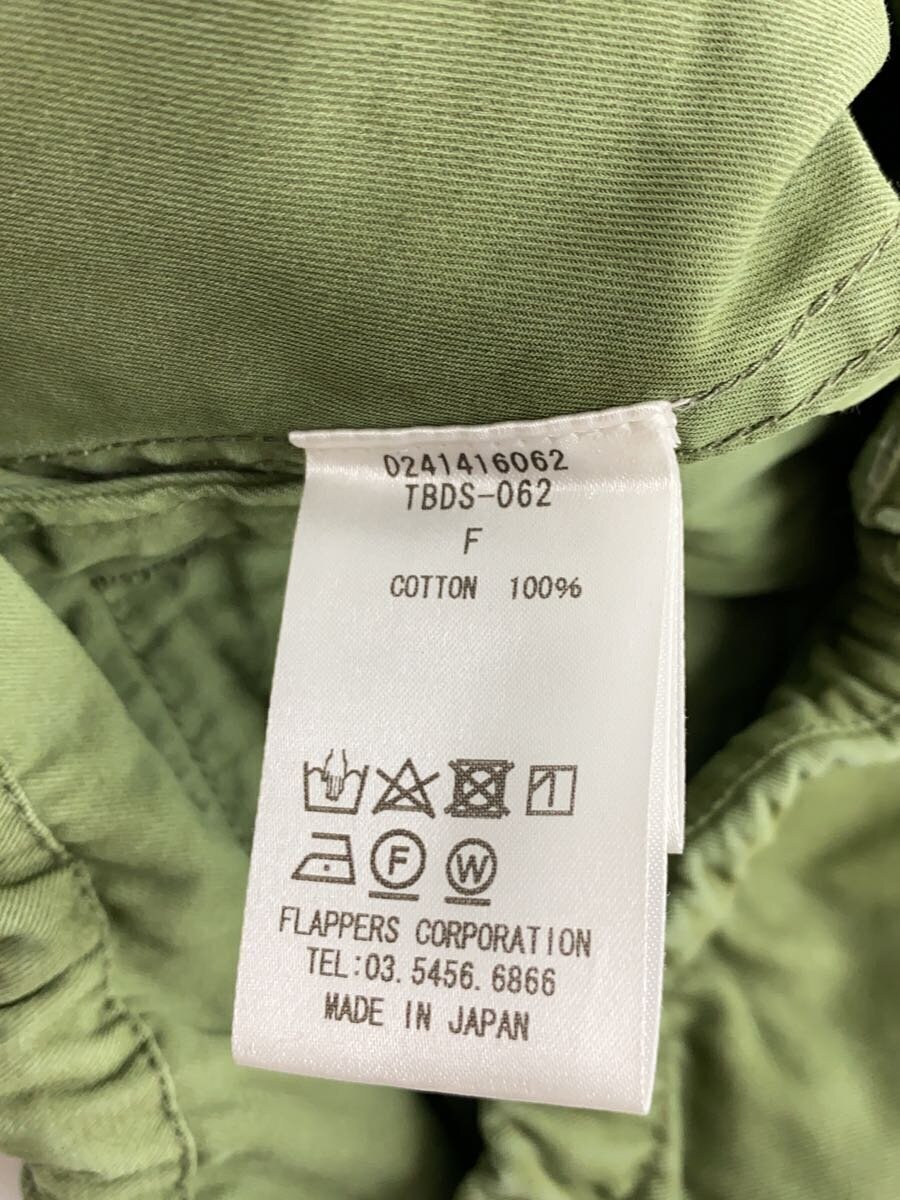 0241416062
TBDS-062
F
COTTON 100%
F W
FLAPPERS CORPORATION
TEL:03.5456.6866
MADE IN JAPAN